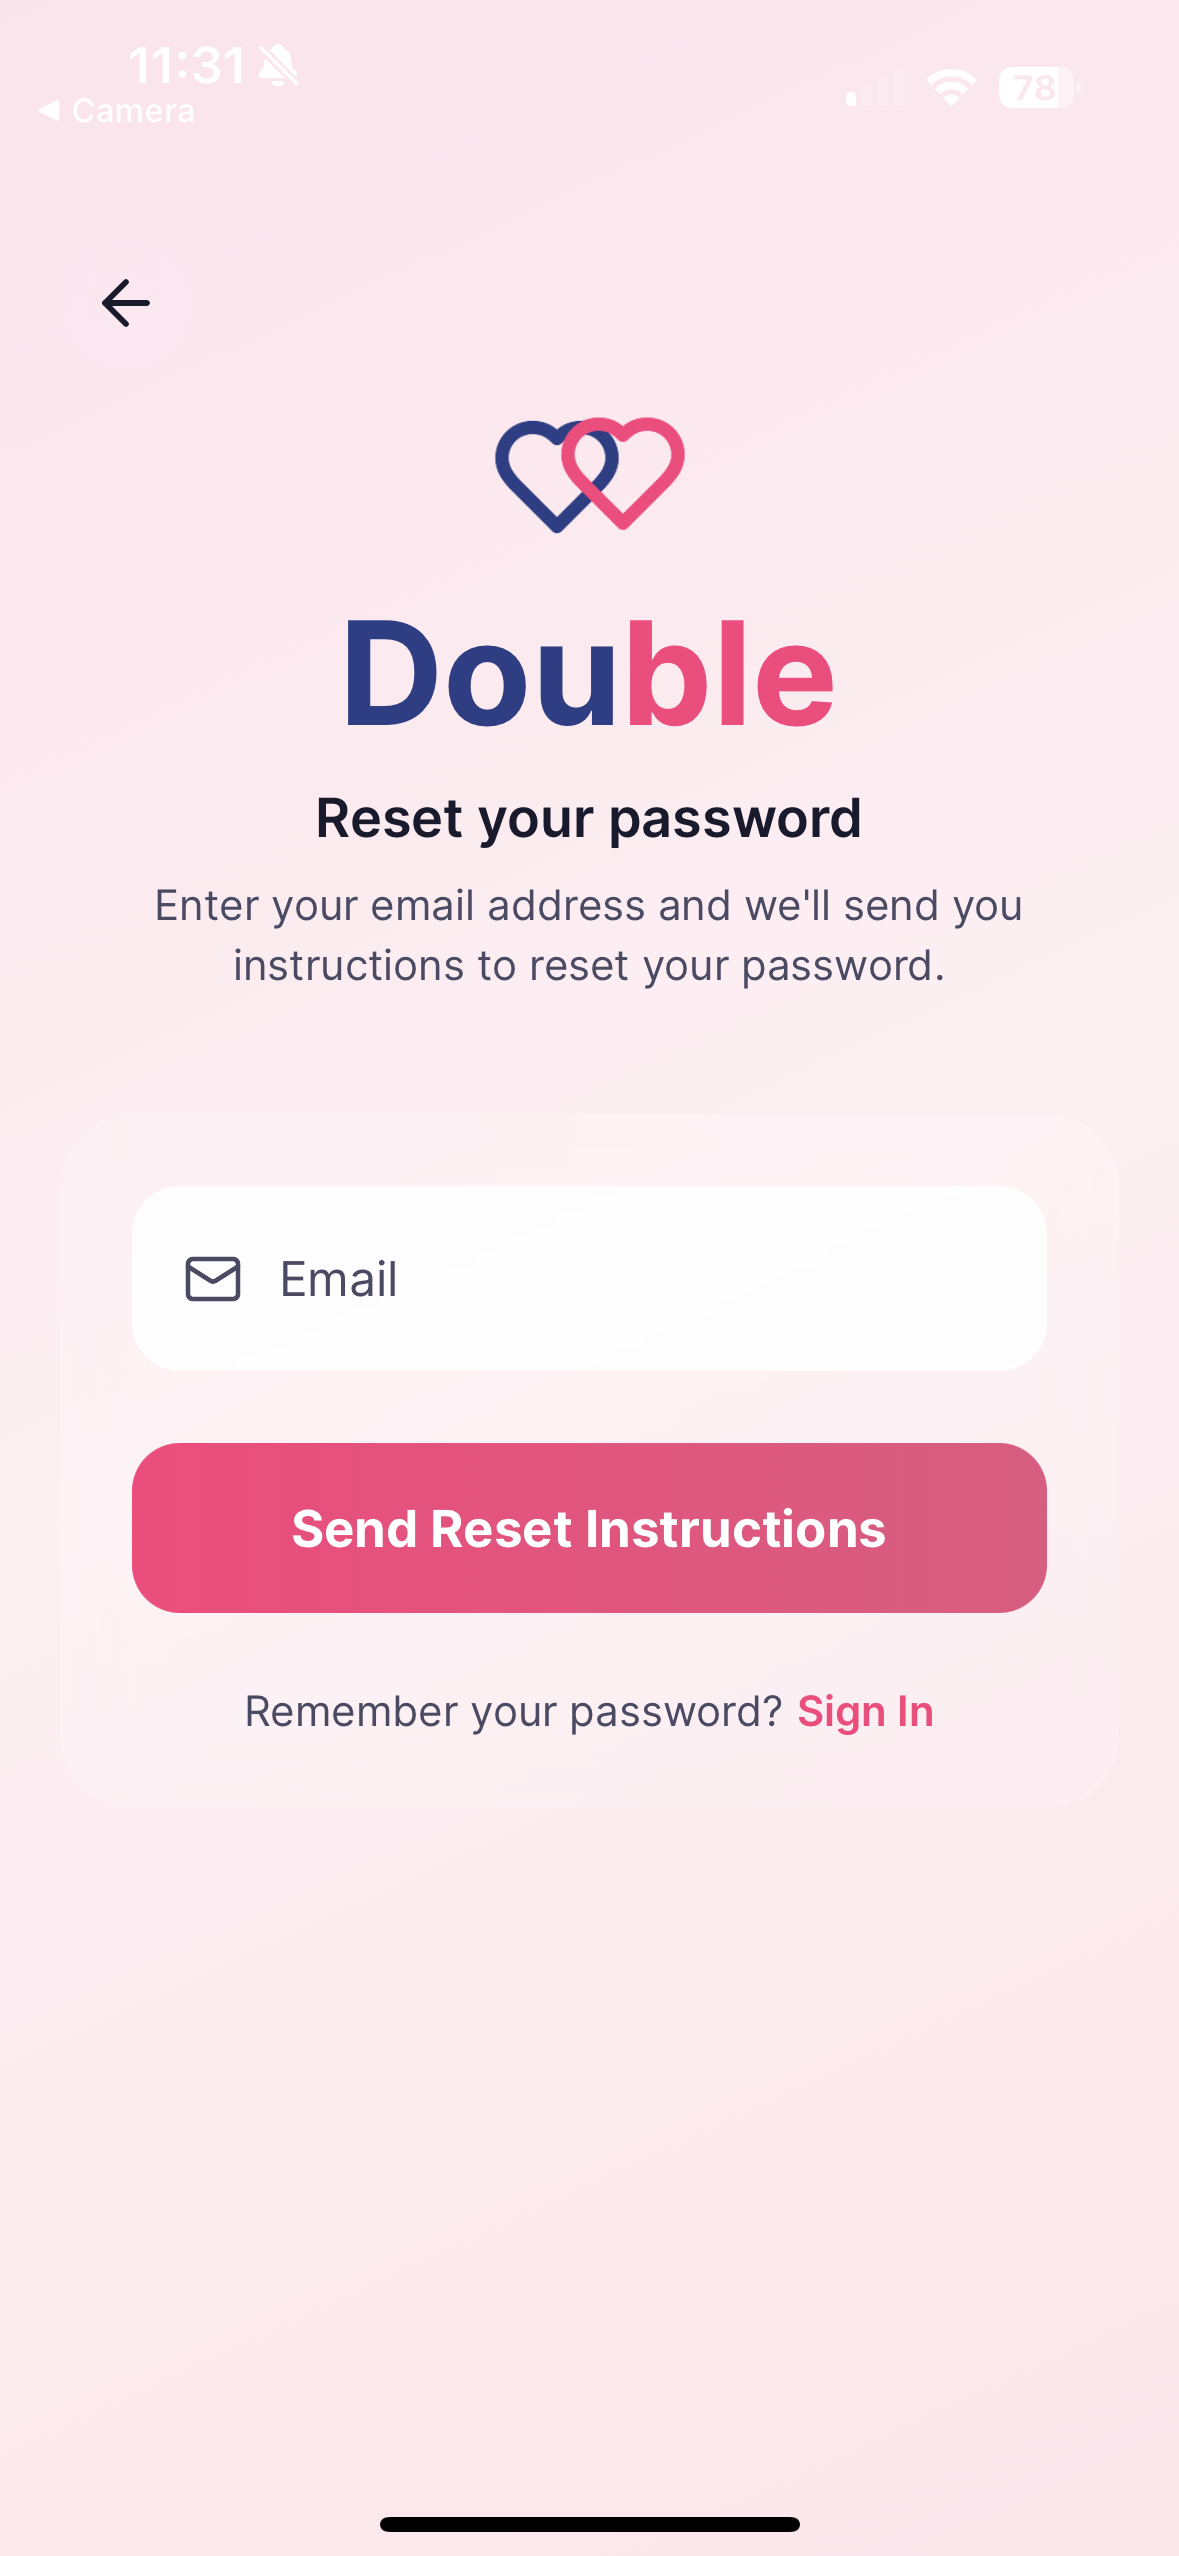 11:31
Camera
78
Double
Reset your password
Enter your email address and we'll send you
instructions to reset your password.
Email
Send Reset Instructions
Remember your password? Sign In